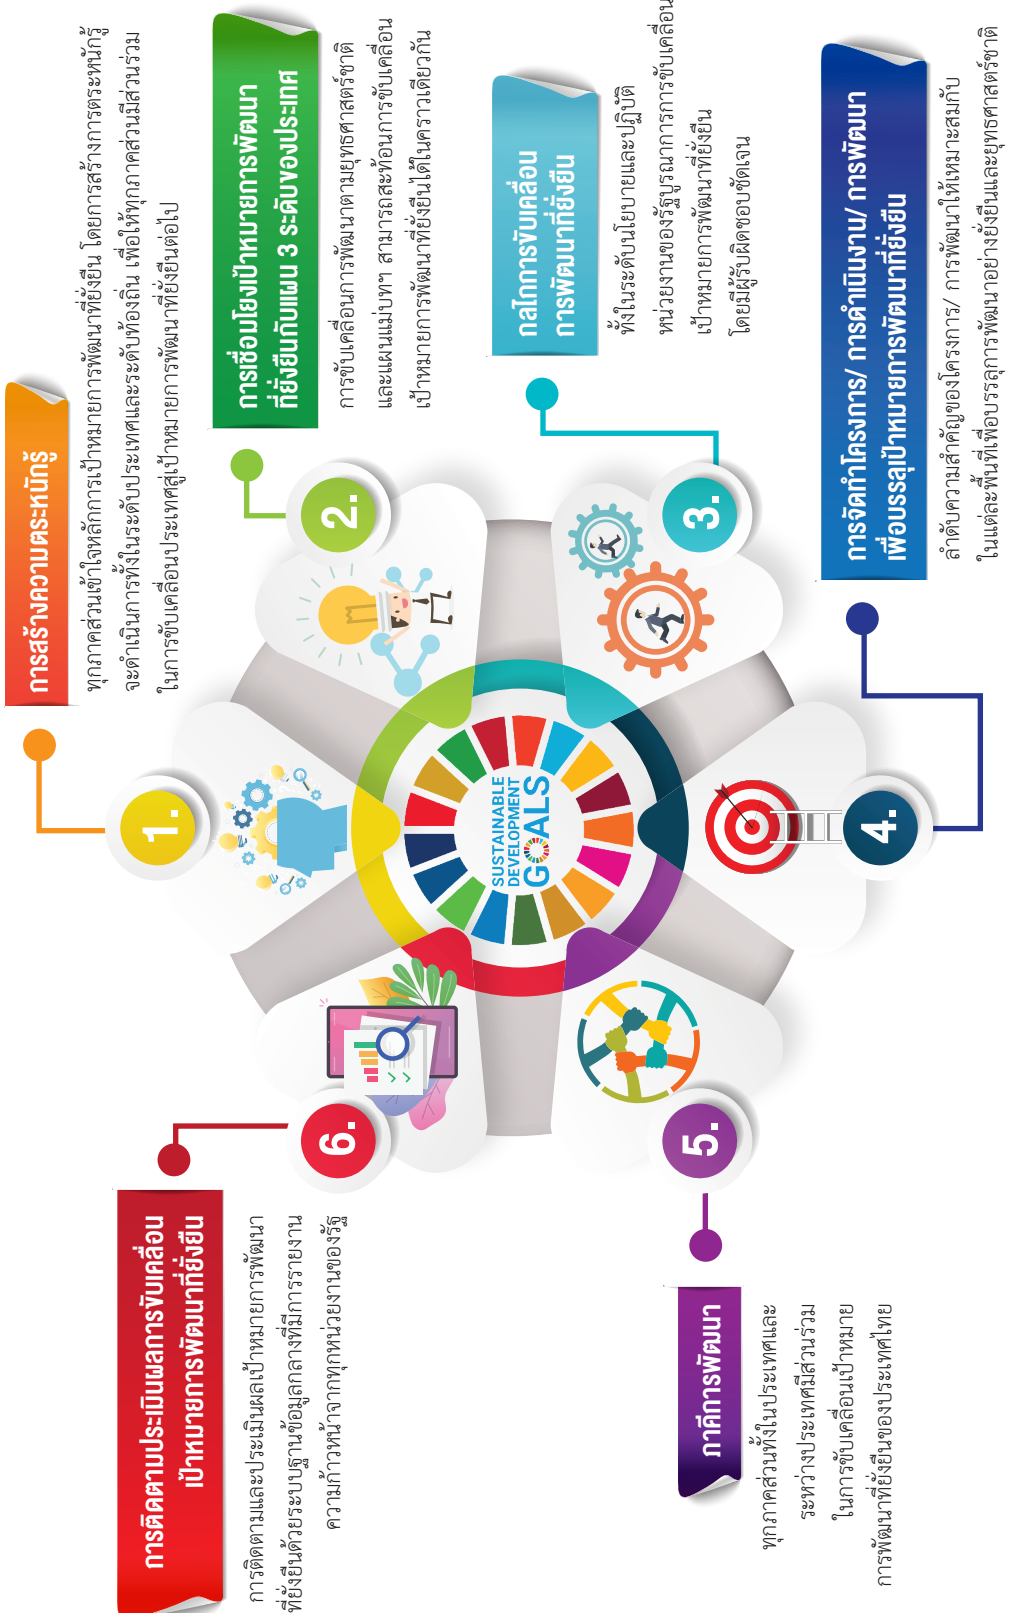 1.
การสร้างความตระหนักรู้
ทุกภาคส่วนเข้าใจหลักการเป้าหมายการพัฒนาที่ยั่งยืน โดยการสร้างการตระหนักรู้
จะดำเนินการทั้งในระดับประเทศและระดับท้องถิ่น เพื่อให้ทุกภาคส่วนมีส่วนร่วม
ในการขับเคลื่อนประเทศสู่เป้าหมายการพัฒนาที่ยั่งยืนต่อไป
2.
การเชื่อมโยงเป้าหมายการพัฒนา
ที่ยั่งยืนกับแผน 3 ระดับของประเทศ
การขับเคลื่อนการพัฒนาตามยุทธศาสตร์ชาติ
และแผนแม่บทฯ สามารถสะท้อนการขับเคลื่อน
เป้าหมายการพัฒนาที่ยั่งยืนได้ในคราวเดียวกัน
3.
กลไกการขับเคลื่อน
การพัฒนาที่ยั่งยืน
ทั้งในระดับนโยบายและปฏิบัติ
หน่วยงานของรัฐบูรณาการการขับเคลื่อน
เป้าหมายการพัฒนาที่ยั่งยืน
โดยมีผู้รับผิดชอบชัดเจน
4.
การจัดทำโครงการ/ การดำเนินงาน/ การพัฒนา
เพื่อบรรลุเป้าหมายการพัฒนาที่ยั่งยืน
ลำดับความสำคัญของโครงการ/ การพัฒนาให้เหมาะสมกับ
ในแต่ละพื้นที่เพื่อบรรลุการพัฒนาอย่างยั่งยืนและยุทธศาสตร์ชาติ
5.
ภาคีการพัฒนา
ทุกภาคส่วนทั้งในประเทศและ
ระหว่างประเทศมีส่วนร่วม
ในการขับเคลื่อนเป้าหมาย
การพัฒนาที่ยั่งยืนของประเทศไทย
6.
การติดตามประเมินผลการขับเคลื่อน
เป้าหมายการพัฒนาที่ยั่งยืน
การติดตามและประเมินผลเป้าหมายการพัฒนา
ที่ยั่งยืนด้วยระบบฐานข้อมูลกลางที่มีการรายงาน
ความก้าวหน้าจากทุกหน่วยงานของรัฐ
SUSTAINABLE
DEVELOPMENT
GOALS